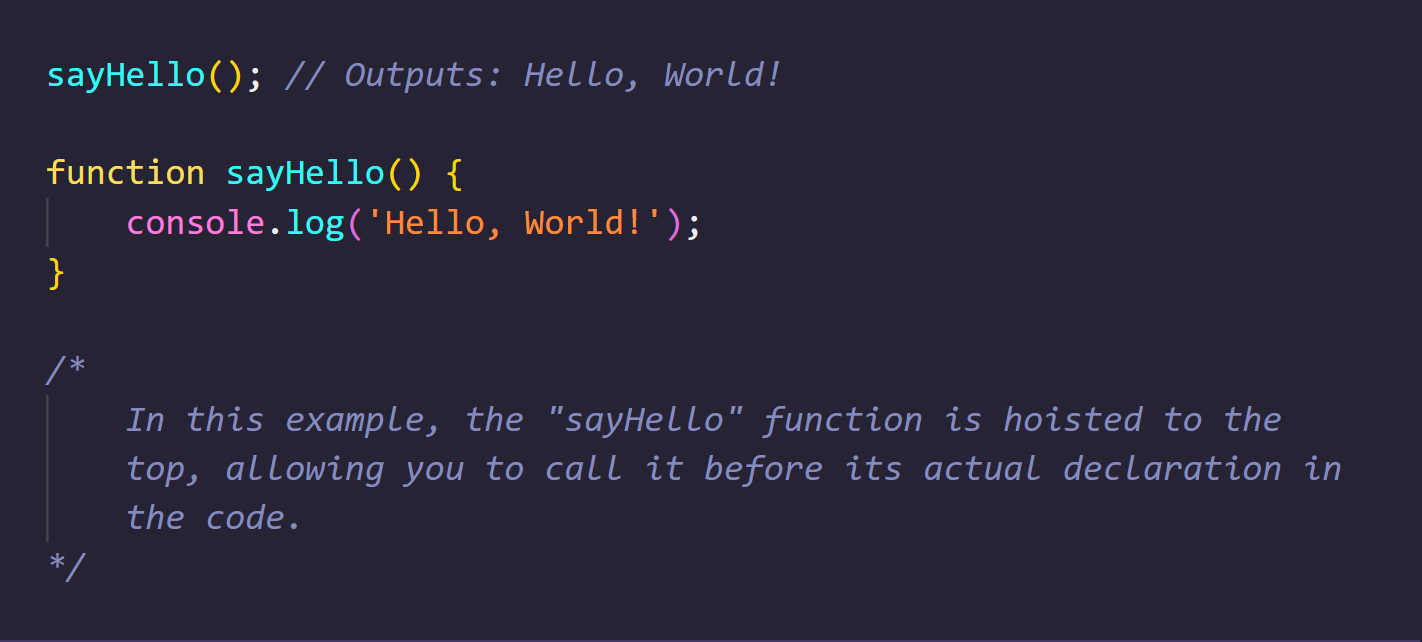 sayHello(); // Outputs: Hello, World!
function sayHello() {
console.log('Hello, World!');
}
/*
In this example, the "sayHello" function is hoisted to the
top, allowing you to call it before its actual declaration in
the code.
*/